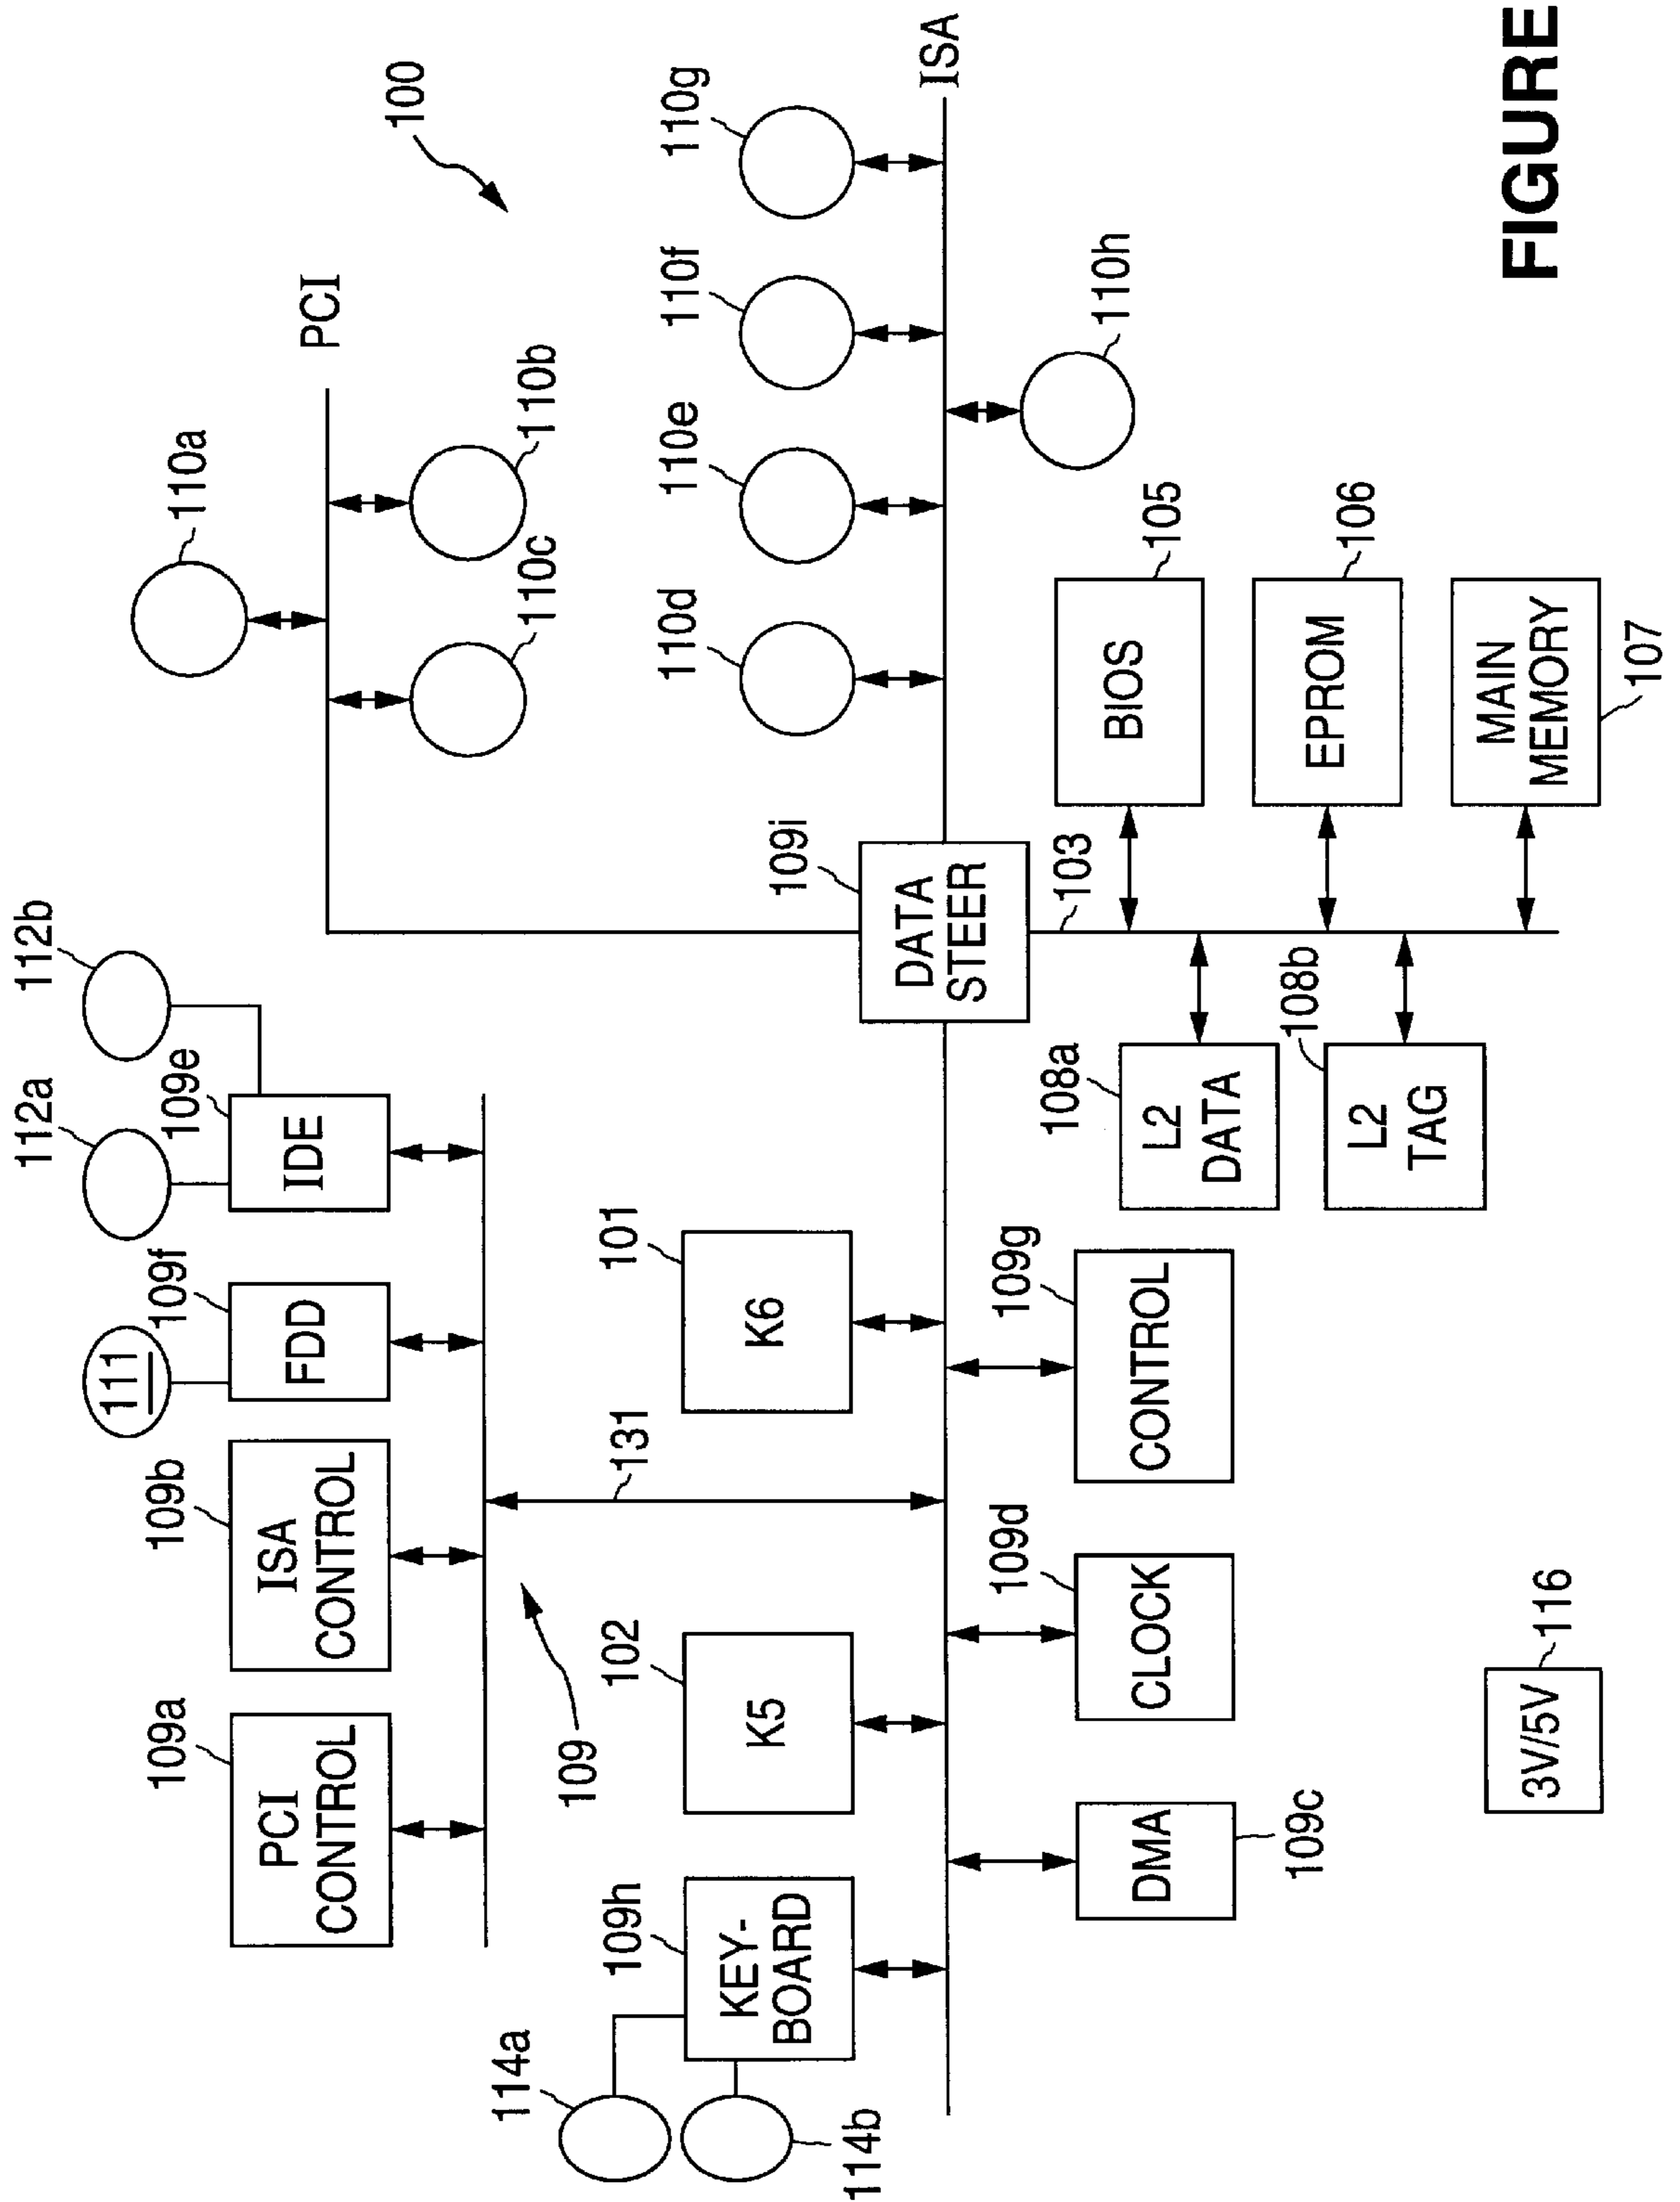 112a
112b
111
109a
109b
109f
109e
110a
PCI
CONTROL
ISA
CONTROL
FDD
IDE
PCI
100
114a
110c
110b
109
109h
102
131
101
110d
110e
110f
110g
KEY-
BOARD
K5
K6
109i
114b
DATA
STEER
ISA
109d
109g
108a
103
110h
DMA
CLOCK
CONTROL
L2
DATA
BIOS
105
109c
108b
L2
TAG
EPROM
106
3V/5V
116
MAIN
MEMORY
107
FIGURE